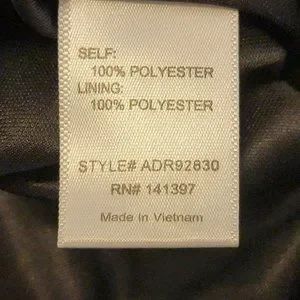 SELF:
100% POLYESTER
LINING:
100% POLYESTER
STYLE# ADR92830
RN# 141397
Made in Vietnam